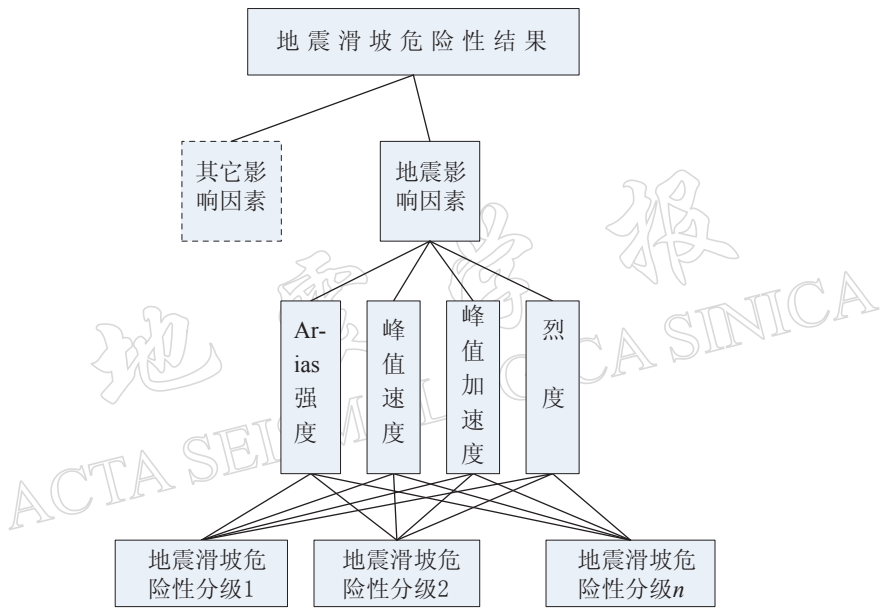 地震滑坡危险性结果
其它影
响因素
地震影
响因素
Ar-
ias
强
度
峰
值
速
度
峰
值
加
速
度
烈
度
地震滑坡危
险性分级1
地震滑坡危
险性分级2
地震滑坡危
险性分级n
地震学报
ACTA SEISMOLOGICA SINICA